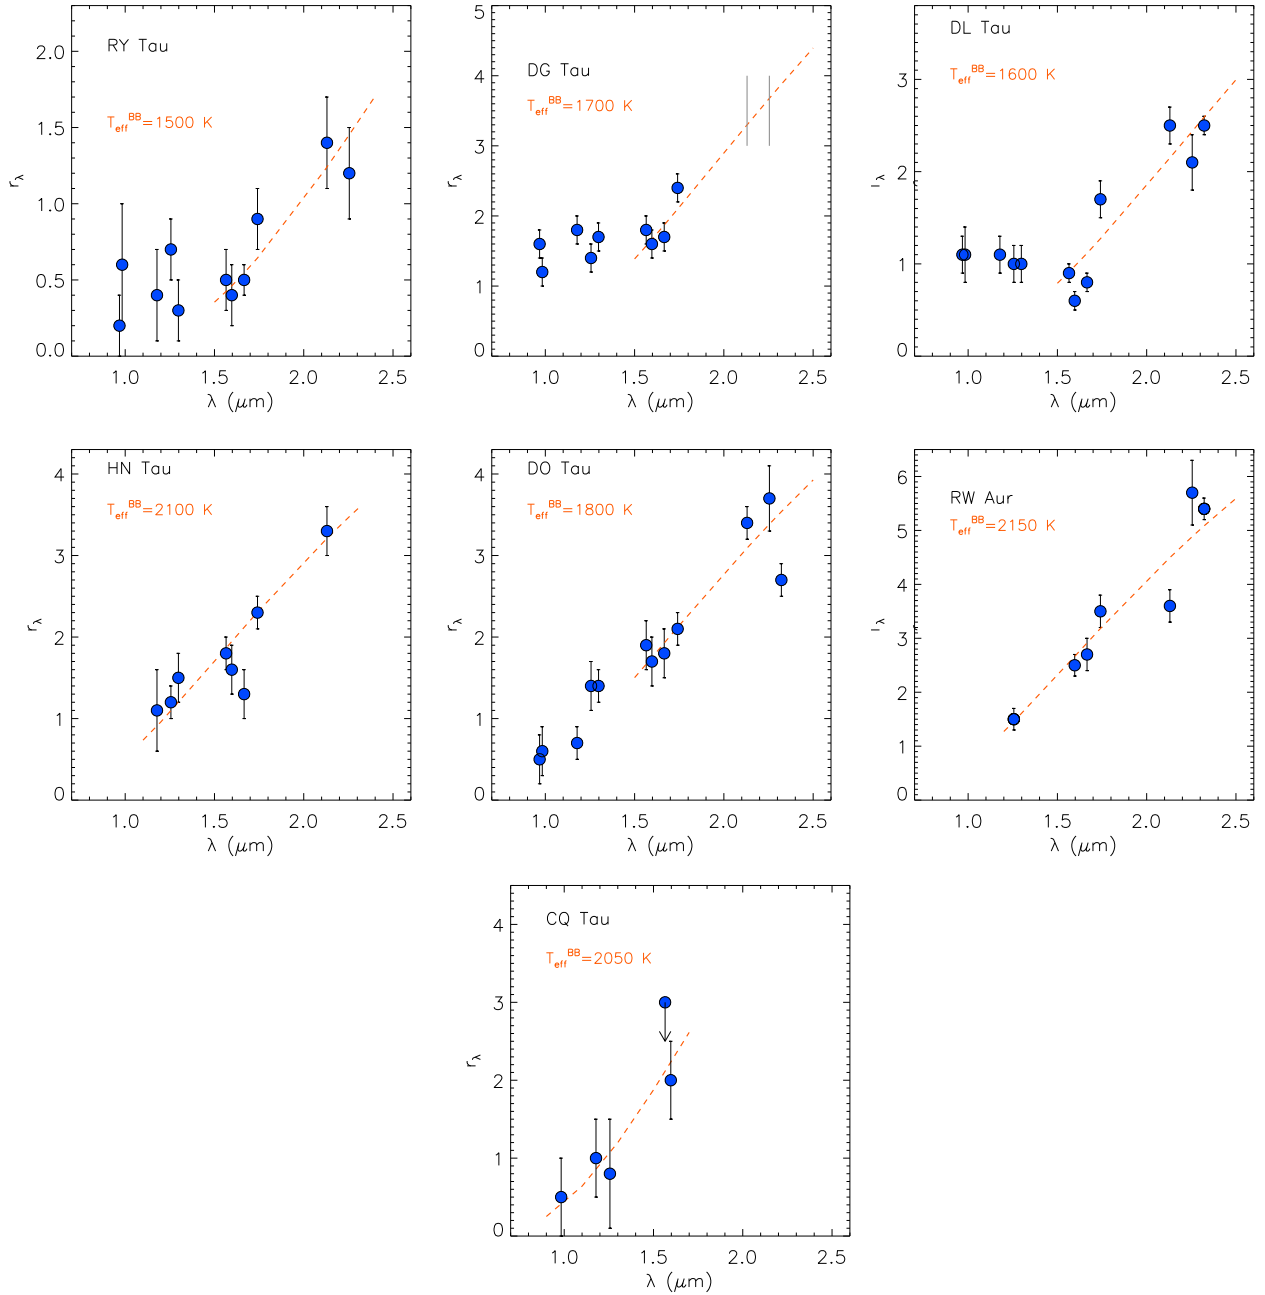 RY Tau
T_eff^BB=1500 K
2.0
1.5
1.0
0.5
0.0
r_λ
1.0 1.5 2.0 2.5
λ (μm)
DG Tau
T_eff^BB=1700 K
5
4
3
2
1
0
r_λ
1.0 1.5 2.0 2.5
λ (μm)
DL Tau
T_eff^BB=1600 K
3
2
1
0
λ
1.0 1.5 2.0 2.5
λ (μm)
HN Tau
T_eff^BB=2100 K
4
3
2
1
0
r_λ
1.0 1.5 2.0 2.5
λ (μm)
DO Tau
T_eff^BB=1800 K
4
3
2
1
0
r_λ
1.0 1.5 2.0 2.5
λ (μm)
RW Aur
T_eff^BB=2150 K
6
5
4
3
2
1
0
λ
1.0 1.5 2.0 2.5
λ (μm)
CQ Tau
T_eff^BB=2050 K
4
3
2
1
0
r_λ
1.0 1.5 2.0 2.5
λ (μm)